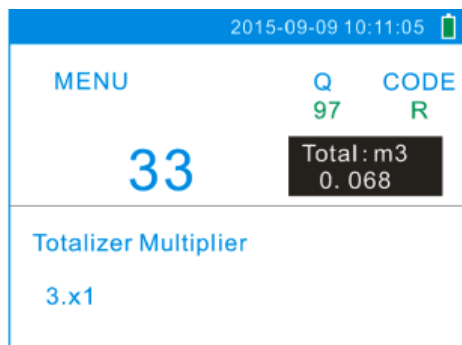 2015-09-09 10:11:05
MENU Q CODE
97 R
33
Total: m3
0. 068
Totalizer Multiplier
3.x1